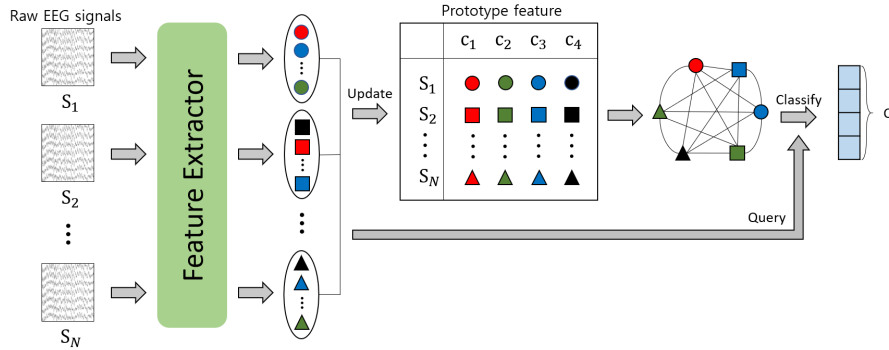 Raw EEG signals
S1
S2
SN
Feature Extractor
Update
Prototype feature
c1 c2 c3 c4
S1
S2
SN
Classify
Query